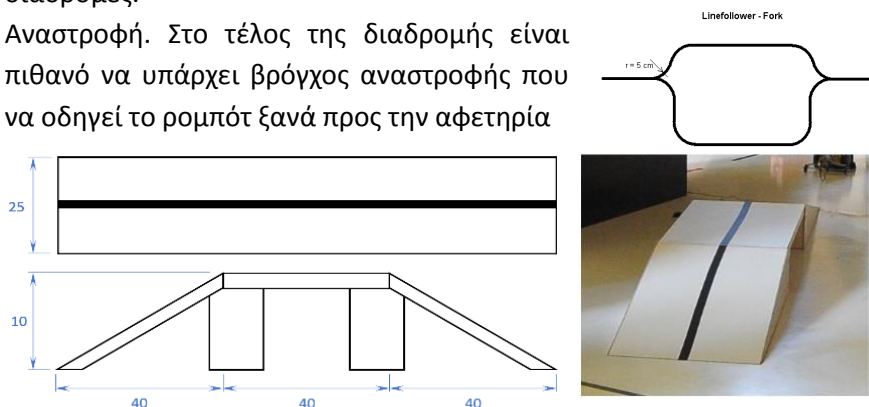 διαδρομές.
Αναστροφή. Στο τέλος της διαδρομής είναι
πιθανό να υπάρχει βρόγχος αναστροφής που
να οδηγεί το ρομπότ ξανά προς την αφετηρία
Linefollower - Fork
r = 5 cm
25
10
40
40
40